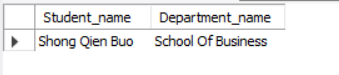 Student_name Department_name
Shong Qien Buo School Of Business